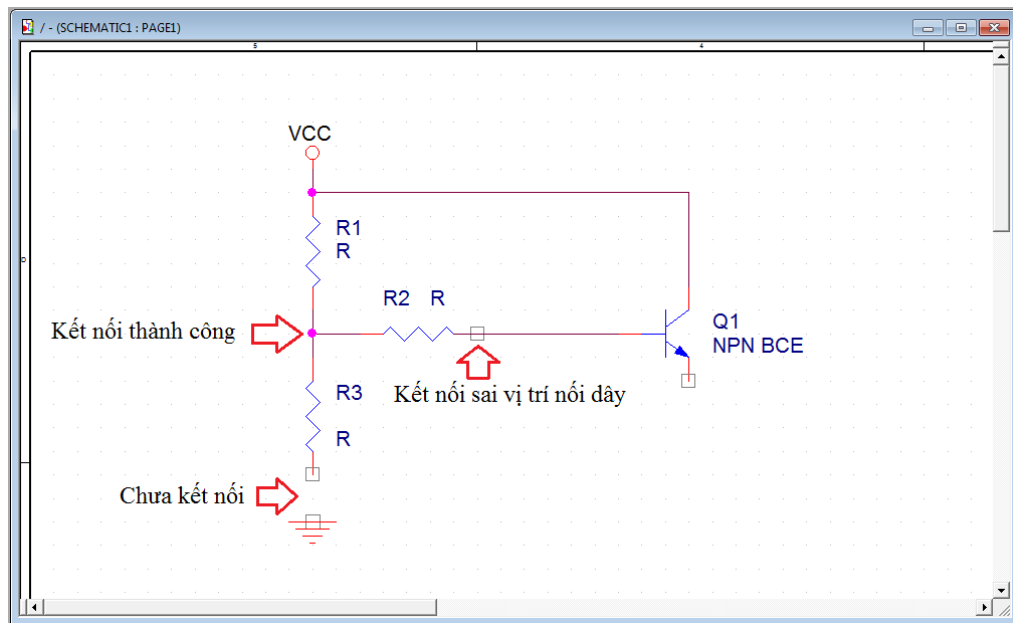 / - (SCHEMATIC1 : PAGE1)
5
4
VCC
R1
R
D
R2 R
Kết nối thành công
Q1
NPN BCE
R3
Kết nối sai vị trí nối dây
R
Chưa kết nối